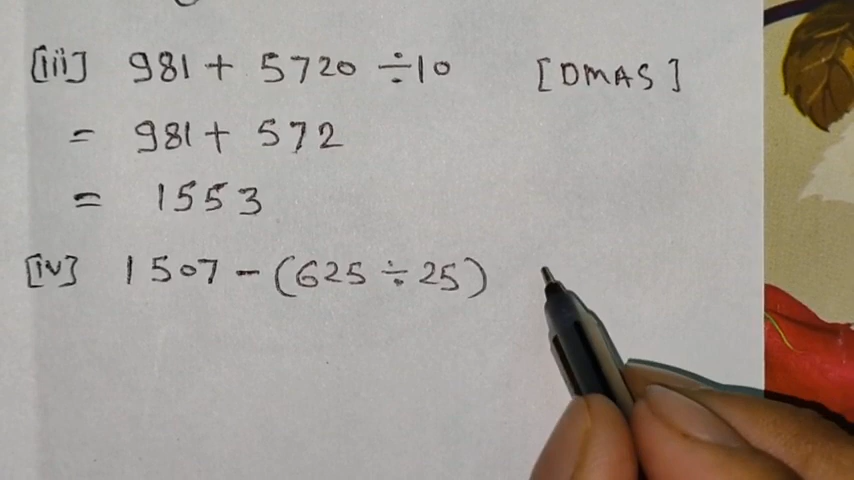 [iii] 981 + 5720 ÷ 10 [DMAS]
= 981 + 572
= 1553
[iv] 1507 - (625 ÷ 25)